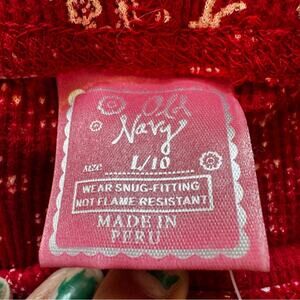 Old
Navy
SIZE L/10
WEAR SNUG-FITTING
NOT FLAME RESISTANT
MADE IN
PERU